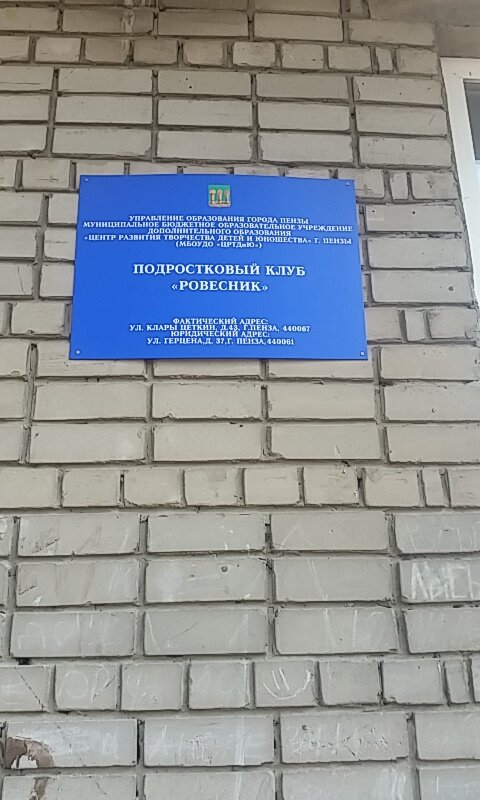 УПРАВЛЕНИЕ ОБРАЗОВАНИЯ ГОРОДА ПЕНЗЫ
МУНИЦИПАЛЬНОЕ БЮДЖЕТНОЕ ОБРАЗОВАТЕЛЬНОЕ УЧРЕЖДЕНИЕ
ДОПОЛНИТЕЛЬНОГО ОБРАЗОВАНИЯ
«ЦЕНТР РАЗВИТИЯ ТВОРЧЕСТВА ДЕТЕЙ И ЮНОШЕСТВА» Г. ПЕНЗЫ
(МБОУДО «ЦРТДиЮ»)
ПОДРОСТКОВЫЙ КЛУБ
«РОВЕСНИК»
ФАКТИЧЕСКИЙ АДРЕС:
УЛ. КЛАРЫ ЦЕТКИН, Д.43, Г.ПЕНЗА, 440067
ЮРИДИЧЕСКИЙ АДРЕС:
УЛ. ГЕРЦЕНА,Д. 37,Г. ПЕНЗА,440061